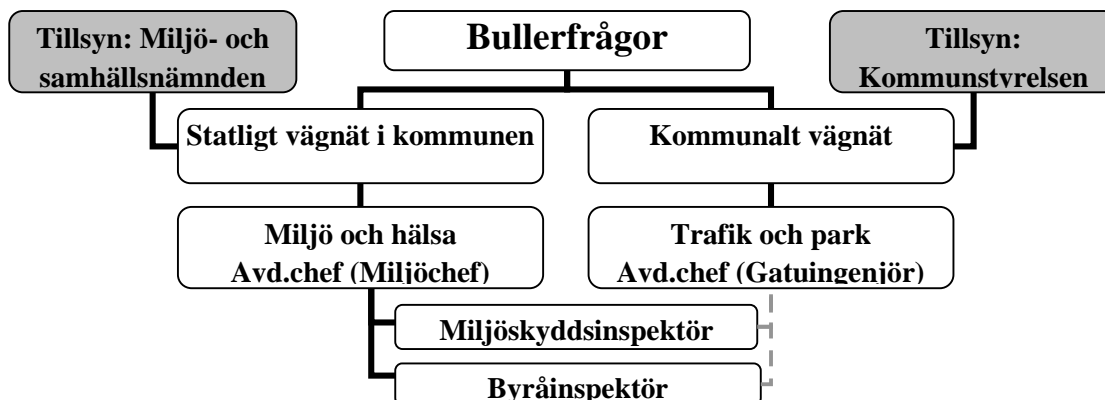 Tillsyn: Miljö- och
samhällsnämnden
Bullerfrågor
Tillsyn:
Kommunstyrelsen
Statligt vägnät i kommunen
Kommunalt vägnät
Miljö och hälsa
Avd.chef (Miljöchef)
Trafik och park
Avd.chef (Gatuingenjör)
Miljöskyddsinspektör
Byråinspektör